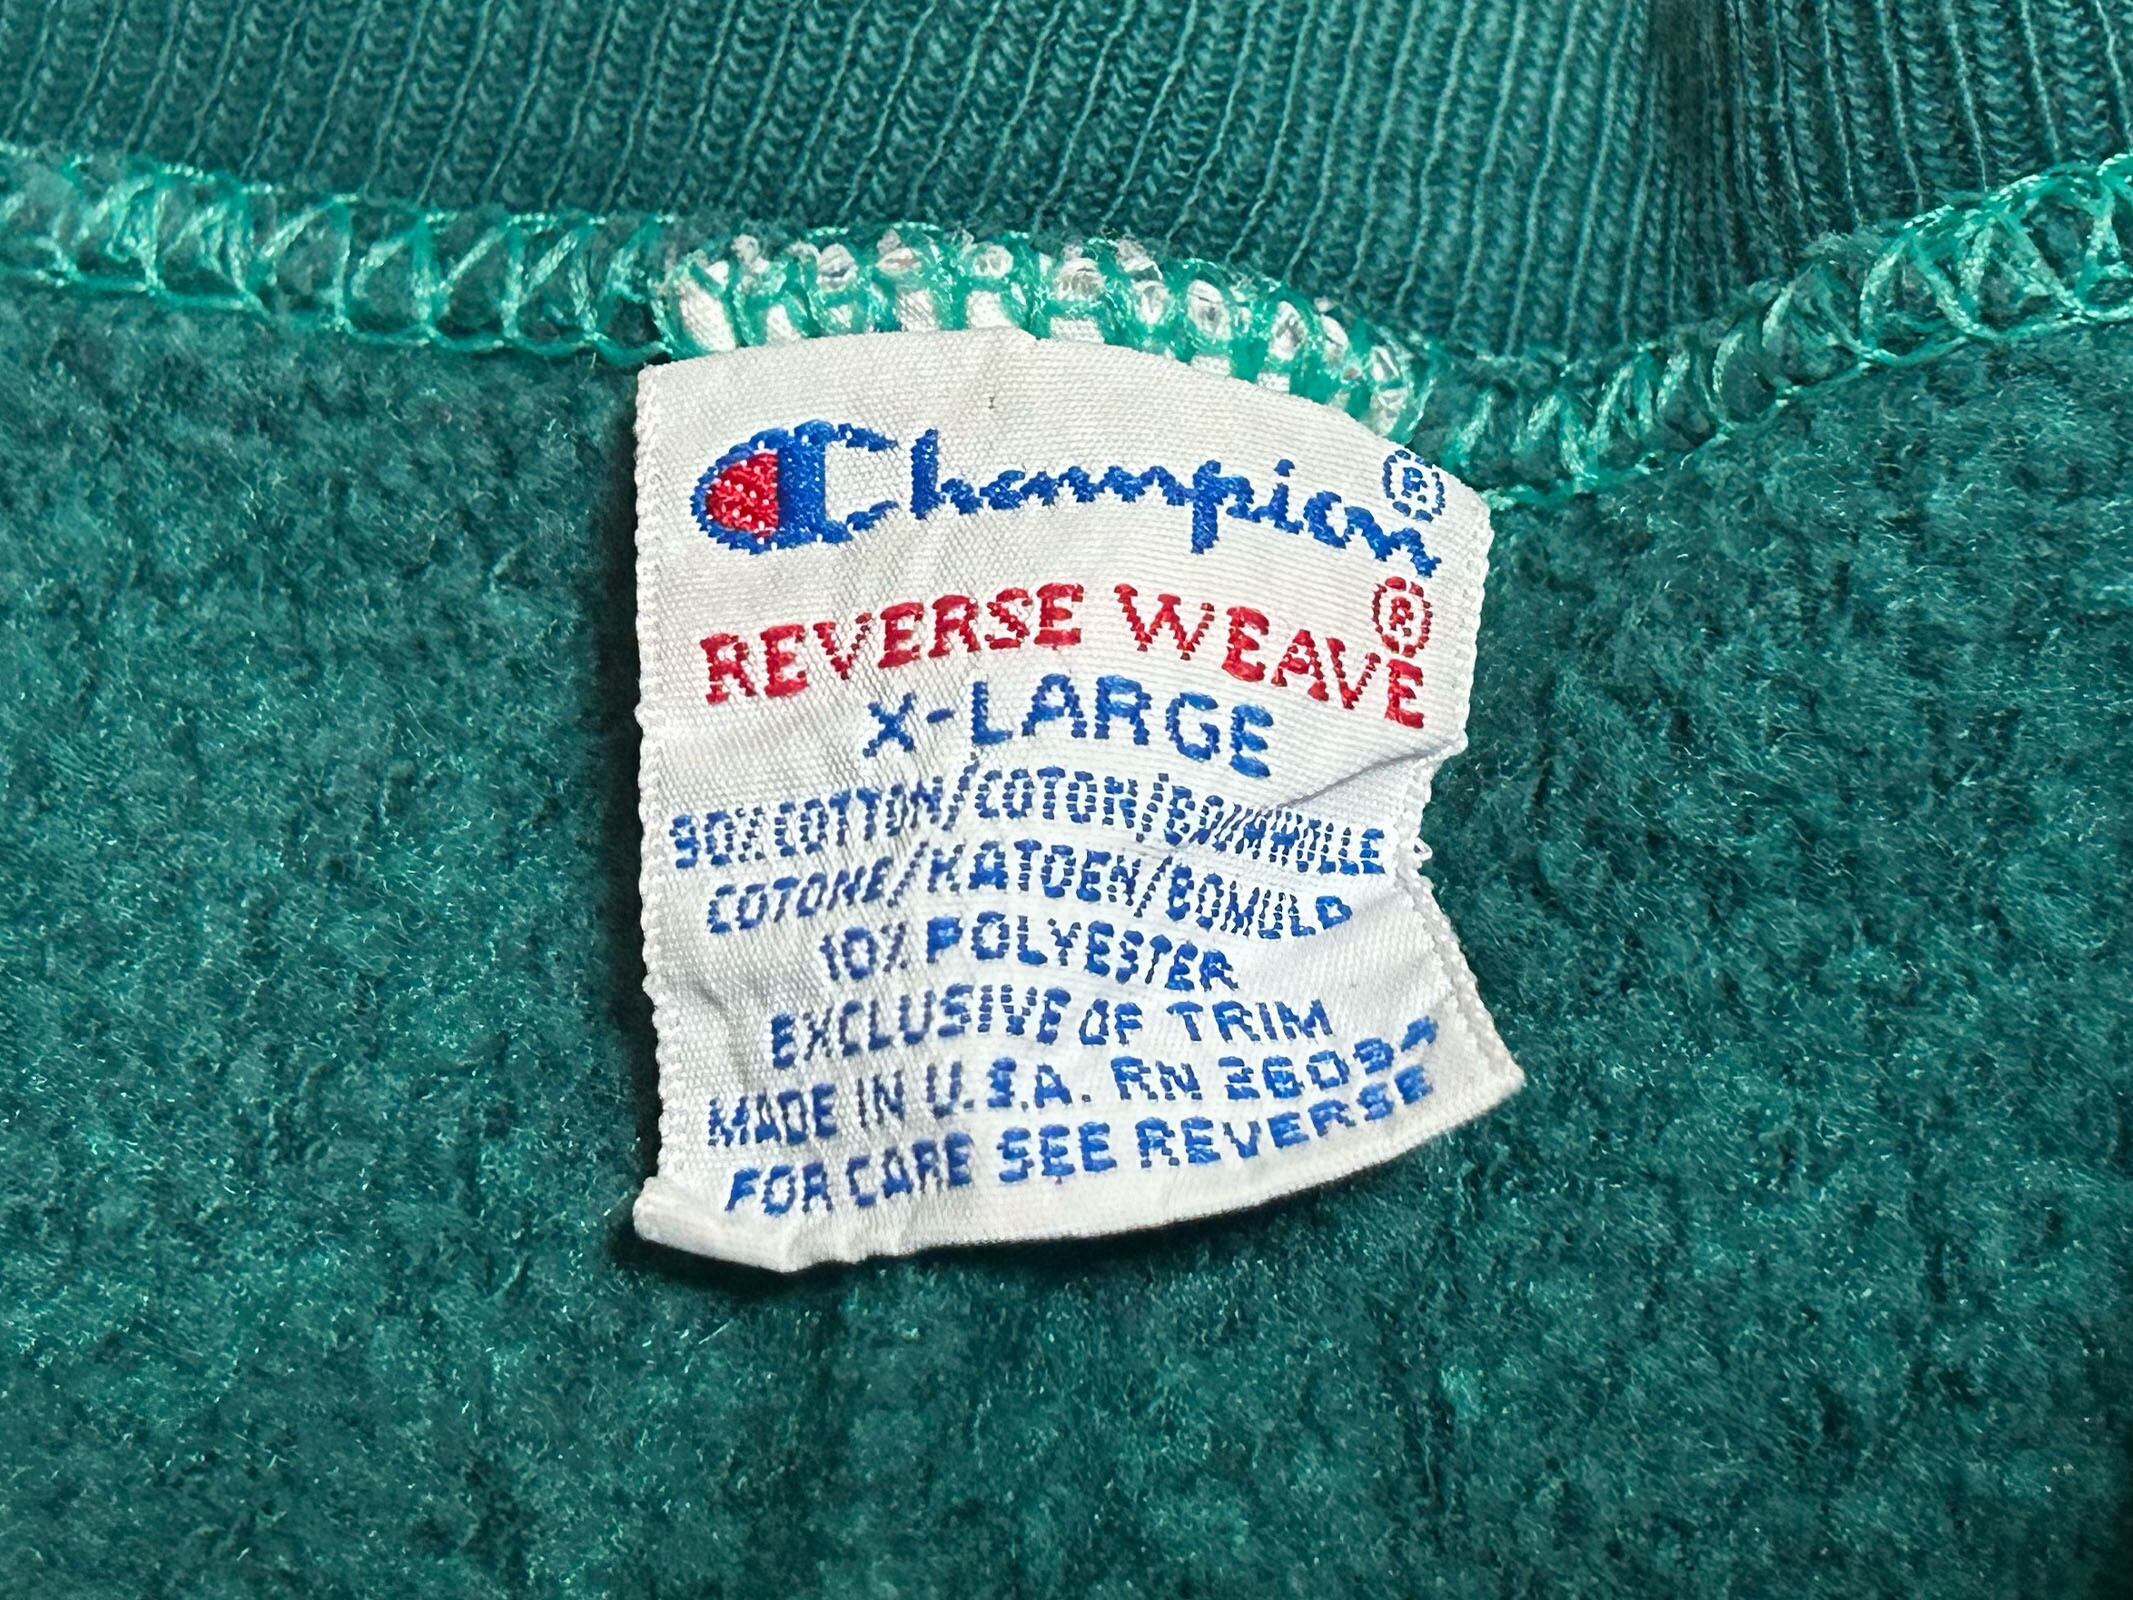 Champion®
REVERSE WEAVE®
X-LARGE
90% COTTON/COTON/BAUMWOLLE
COTONE/KATOEN/BOMULD
10% POLYESTER
EXCLUSIVE OF TRIM
MADE IN U.S.A. RN 26094
FOR CARE SEE REVERSE